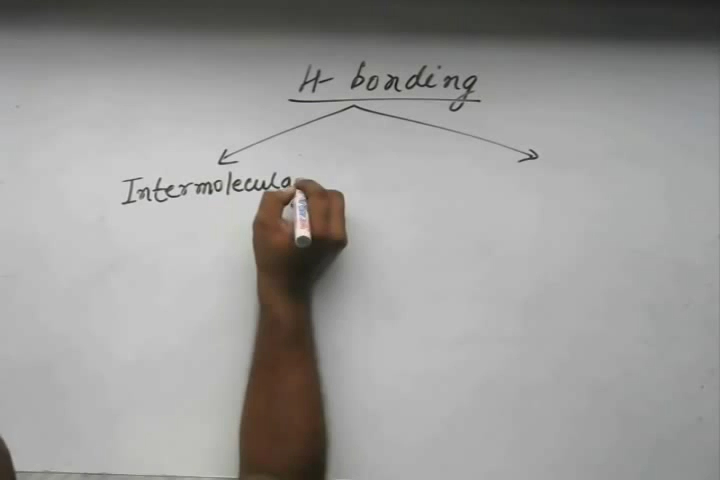 H- bonding
Intermolecula